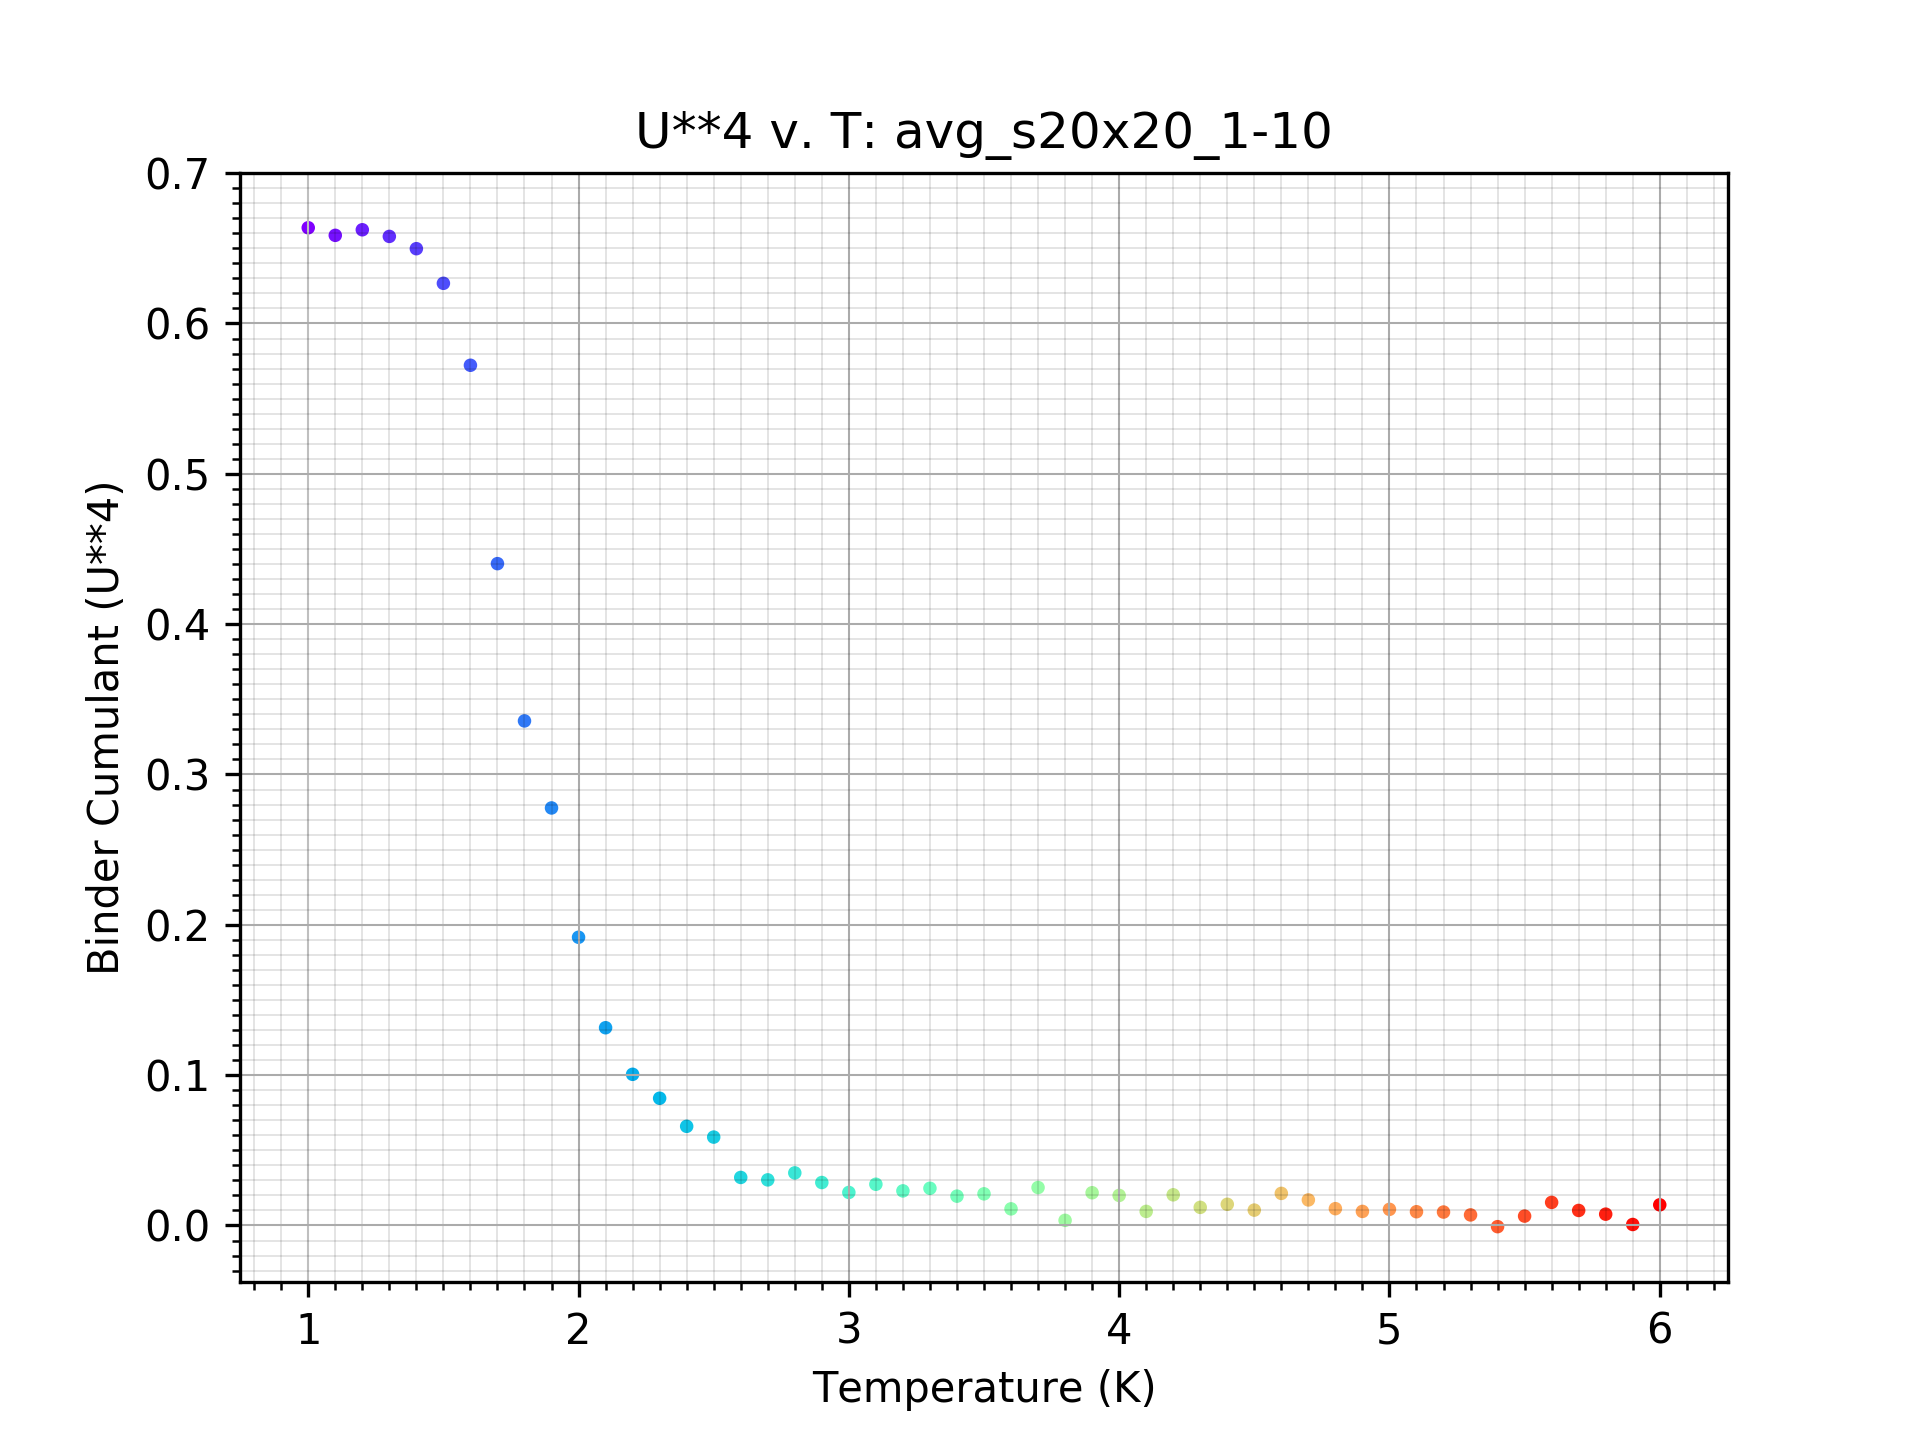 U**4 v. T: avg_s20x20_1-10
0.7
0.6
0.5
0.4
0.3
0.2
0.1
0.0
Binder Cumulant (U**4)
1 2 3 4 5 6
Temperature (K)